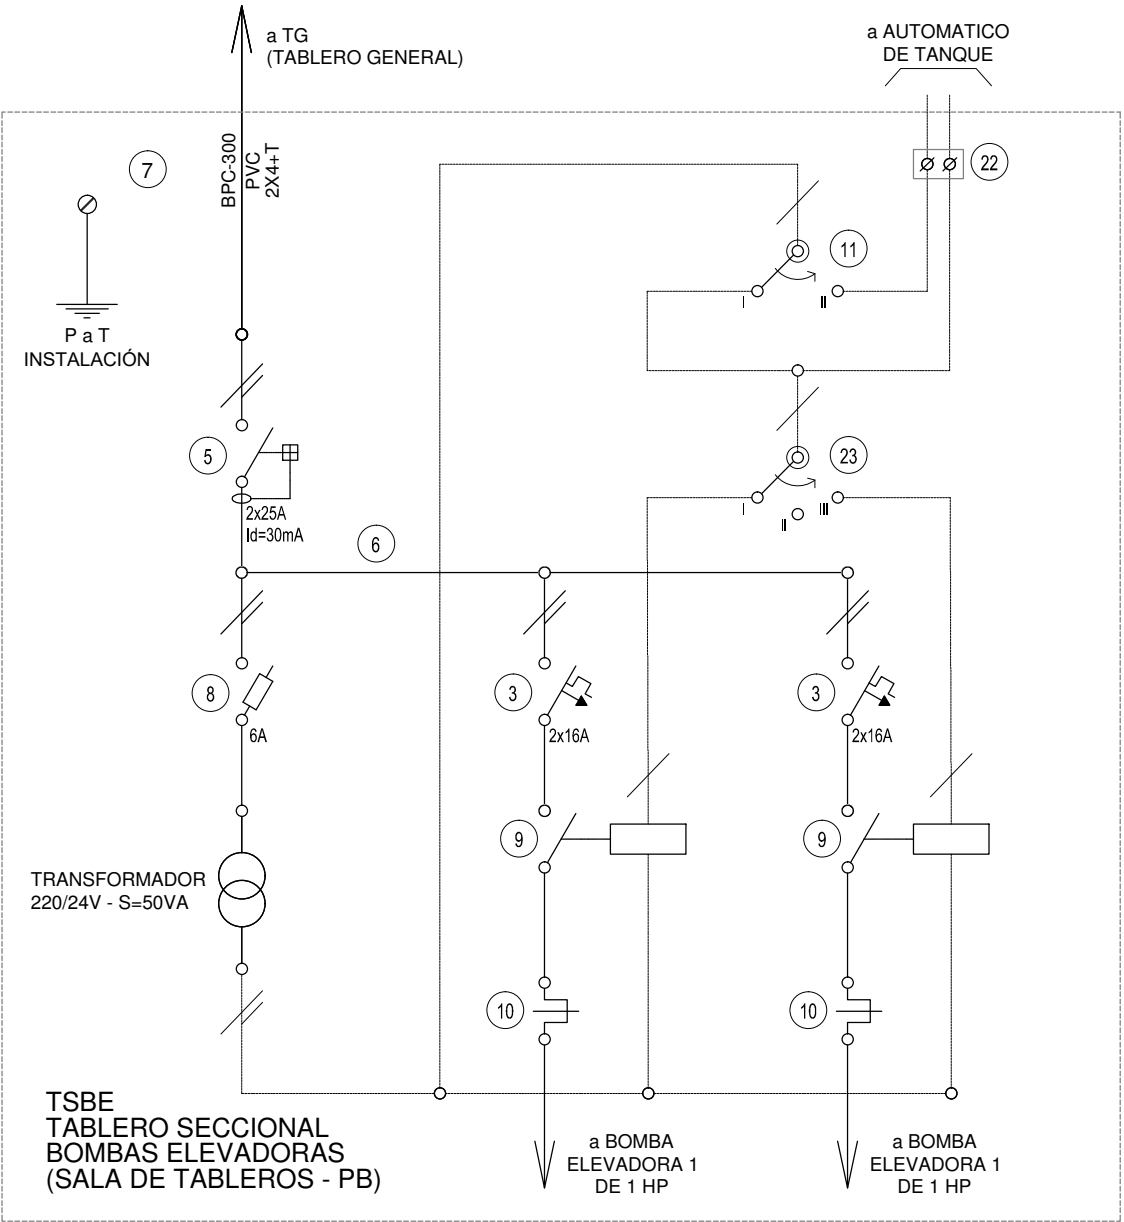 a TG
(TABLERO GENERAL)
a AUTOMATICO
DE TANQUE
BPC-300
PVC
2X4+T
7
22
11
I
II
P a T
INSTALACIÓN
5
2x25A
Id=30mA
23
I
II
III
6
8
6A
3
2x16A
3
2x16A
9
9
TRANSFORMADOR
220/24V - S=50VA
10
10
TSBE
TABLERO SECCIONAL
BOMBAS ELEVADORAS
(SALA DE TABLEROS - PB)
a BOMBA
ELEVADORA 1
DE 1 HP
a BOMBA
ELEVADORA 1
DE 1 HP